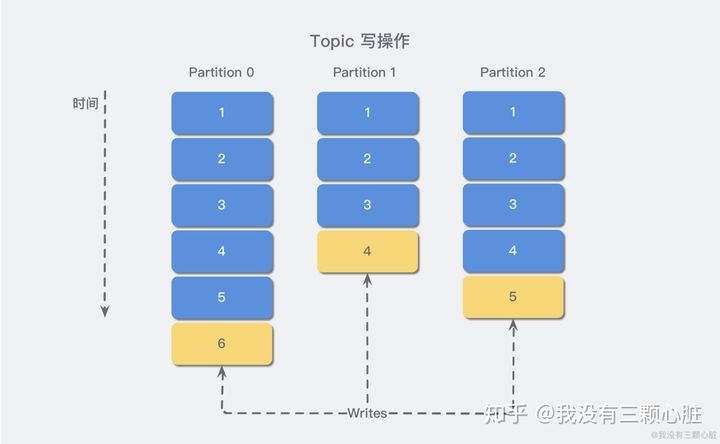 Topic 写操作
Partition 0 Partition 1 Partition 2
时间
1 1 1
2 2 2
3 3 3
4 4 4
5 5
6
Writes
知乎 @我没有三颗心脏
@我没有三颗心脏